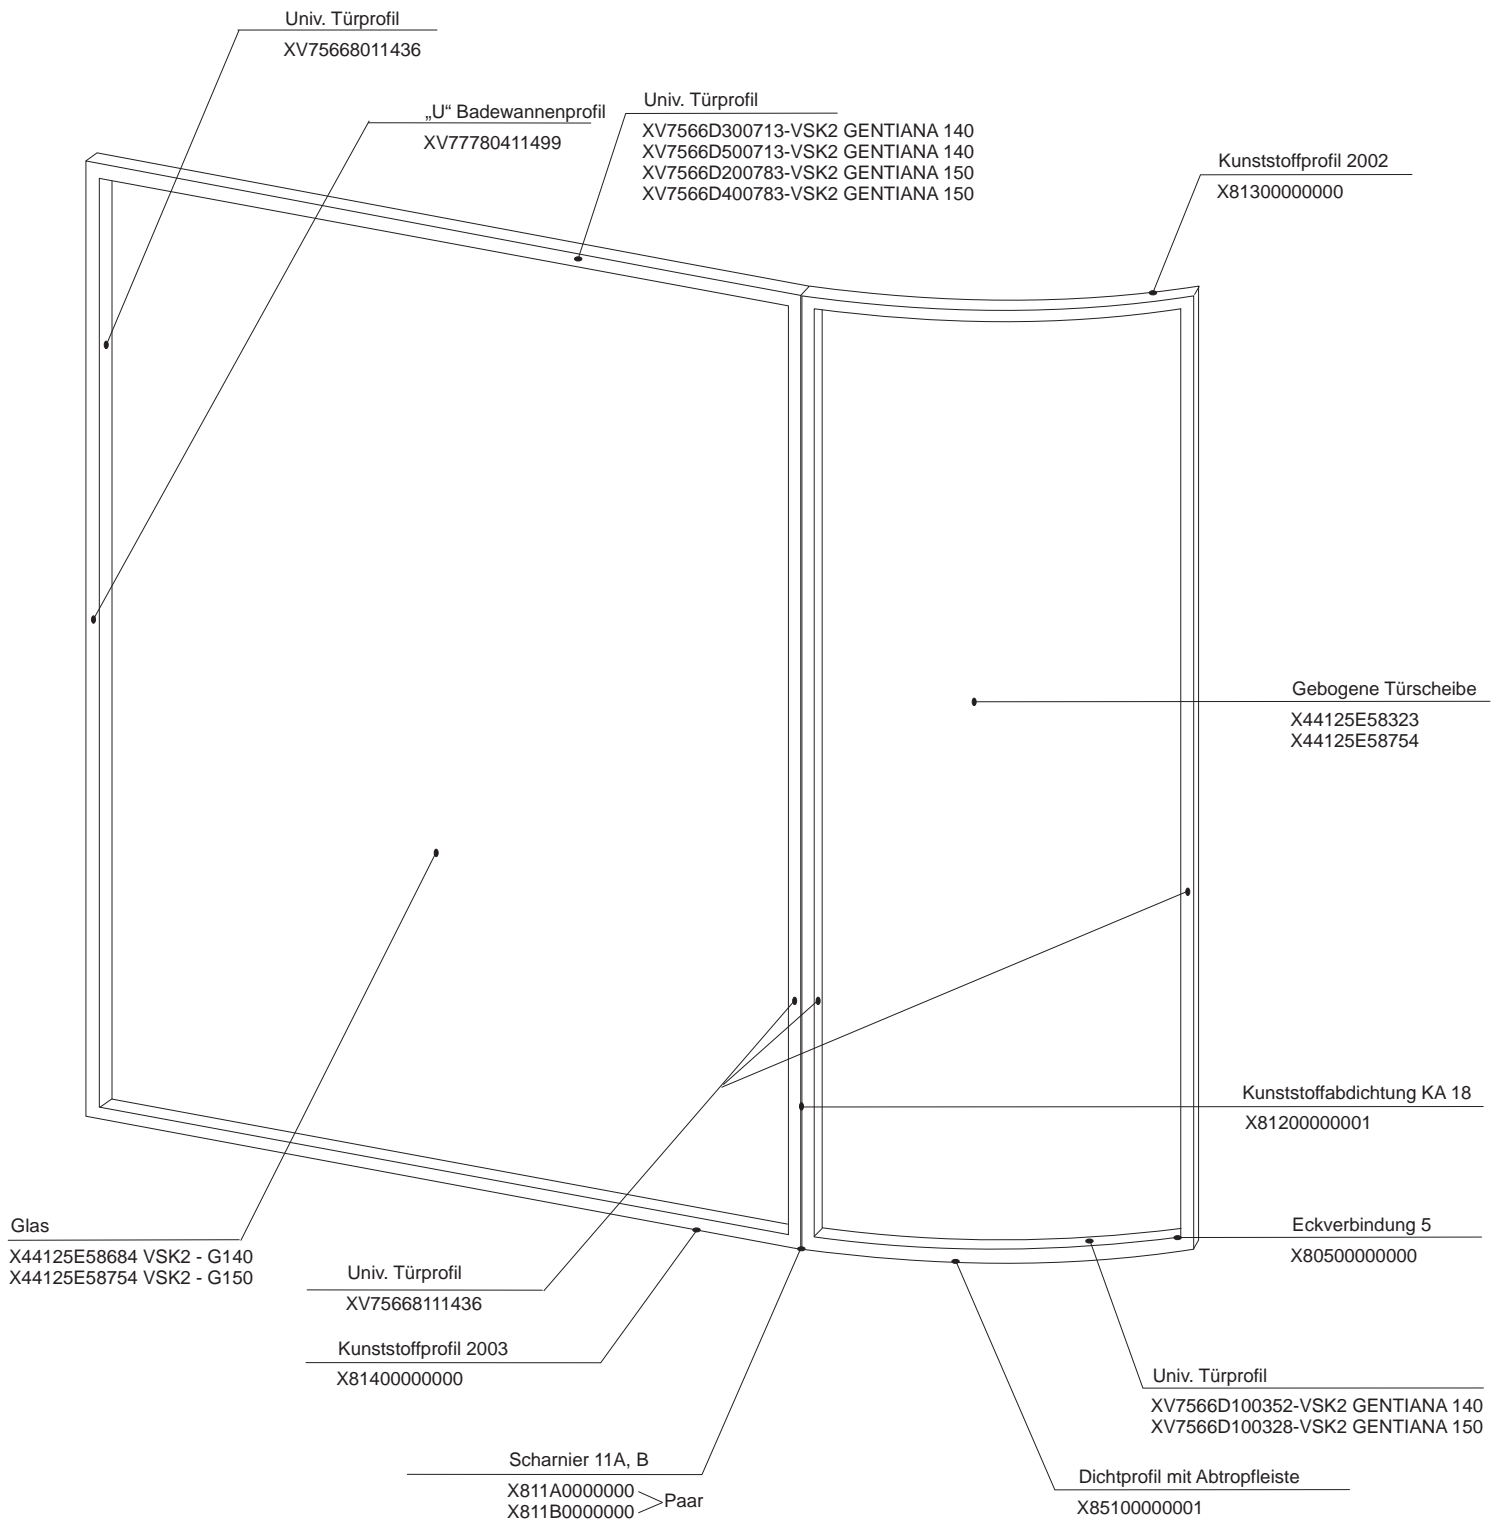 Univ. Türprofil
XV75668011436
„U“ Badewannenprofil
XV77780411499
Univ. Türprofil
XV7566D300713-VSK2 GENTIANA 140
XV7566D500713-VSK2 GENTIANA 140
XV7566D200783-VSK2 GENTIANA 150
XV7566D400783-VSK2 GENTIANA 150
Kunststoffprofil 2002
X81300000000
Gebogene Türscheibe
X44125E58323
X44125E58754
Kunststoffabdichtung KA 18
X81200000001
Eckverbindung 5
X80500000000
Glas
X44125E58684 VSK2 - G140
X44125E58754 VSK2 - G150
Univ. Türprofil
XV75668111436
Kunststoffprofil 2003
X81400000000
Univ. Türprofil
XV7566D100352-VSK2 GENTIANA 140
XV7566D100328-VSK2 GENTIANA 150
Scharnier 11A, B
X811A0000000
X811B0000000
Paar
Dichtprofil mit Abtropfleiste
X85100000001